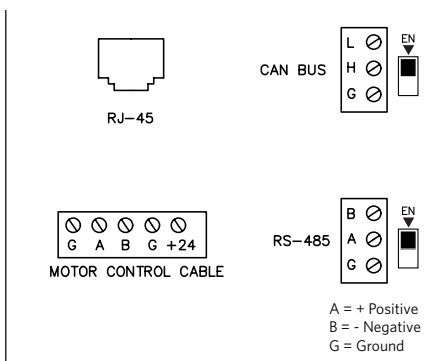 RJ-45
CAN BUS
L
H
G
EN
G A B G +24
MOTOR CONTROL CABLE
RS-485
B
A
G
EN
A = + Positive
B = - Negative
G = Ground